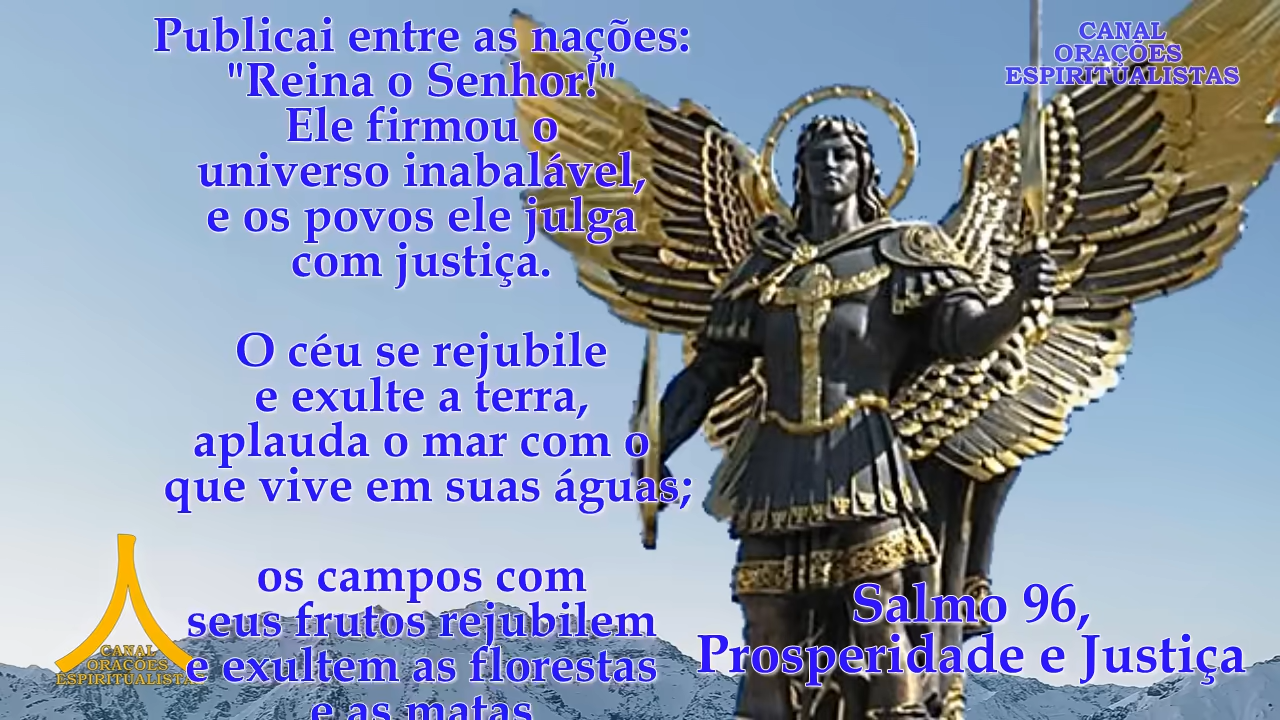 Publicai entre as nações:
"Reina o Senhor!"
Ele firmou o
universo inabalável,
e os povos ele julga
com justiça.
O céu se rejubile
e exulte a terra,
aplauda o mar com o
que vive em suas águas;
os campos com
seus frutos rejubilem
e exultem as florestas
e as matas
CANAL
ORAÇÕES
ESPIRITUALISTAS
CANAL
ORAÇÕES
ESPIRITUALISTAS
Salmo 96,
Prosperidade e Justiça